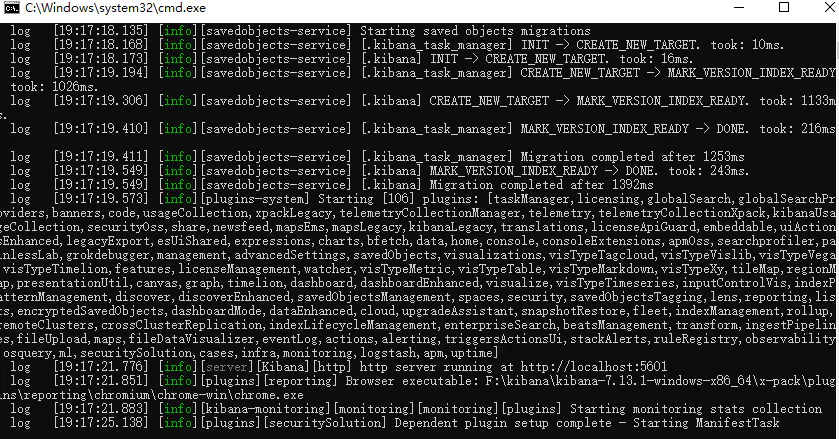 C:\Windows\system32\cmd.exe
log [19:17:18.135] [info][savedobjects-service] Starting saved objects migrations
log [19:17:18.168] [info][savedobjects-service] [.kibana_task_manager] INIT -> CREATE_NEW_TARGET. took: 10ms.
log [19:17:18.173] [info][savedobjects-service] [.kibana] INIT -> CREATE_NEW_TARGET. took: 16ms.
log [19:17:19.194] [info][savedobjects-service] [.kibana_task_manager] CREATE_NEW_TARGET -> MARK_VERSION_INDEX_READY
took: 1026ms.
log [19:17:19.306] [info][savedobjects-service] [.kibana] CREATE_NEW_TARGET -> MARK_VERSION_INDEX_READY. took: 1133m
s.
log [19:17:19.410] [info][savedobjects-service] [.kibana_task_manager] MARK_VERSION_INDEX_READY -> DONE. took: 216ms
log [19:17:19.411] [info][savedobjects-service] [.kibana_task_manager] Migration completed after 1253ms
log [19:17:19.549] [info][savedobjects-service] [.kibana] MARK_VERSION_INDEX_READY -> DONE. took: 243ms.
log [19:17:19.549] [info][savedobjects-service] [.kibana] Migration completed after 1392ms
log [19:17:19.573] [info][plugins-system] Starting [106] plugins: [taskManager,licensing,globalSearch,globalSearchPr
oviders,banners,code,usageCollection,xpackLegacy,telemetryCollectionManager,telemetry,telemetryCollectionXpack,kibanaUs
geCollection,securityOss,share,newsfeed,mapsEms,mapsLegacy,kibanaLegacy,translations,licenseApiGuard,embeddable,uiAction
sEnhanced,legacyExport,esUiShared,expressions,charts,bfetch,data,home,console,consoleExtensions,apmOss,searchprofiler,pa
inlessLab,grokdebugger,management,advancedSettings,savedObjects,visualizations,visTypeTagcloud,visTypeVislib,visTypeVega
,visTypeTimelion,features,licenseManagement,watcher,visTypeMetric,visTypeTable,visTypeMarkdown,visTypeXy,tileMap,regionM
ap,presentationUtil,canvas,graph,timelion,dashboard,dashboardEnhanced,visualize,visTypeTimeseries,inputControlVis,indexP
atternManagement,discover,discoverEnhanced,savedObjectsManagement,spaces,security,savedObjectsTagging,lens,reporting,lis
ts,encryptedSavedObjects,dashboardMode,dataEnhanced,cloud,upgradeAssistant,snapshotRestore,fleet,indexManagement,rollup,
remoteClusters,crossClusterReplication,indexLifecycleManagement,enterpriseSearch,beatsManagement,transform,ingestPipelin
es,fileUpload,maps,fileDataVisualizer,eventLog,actions,alerting,triggersActionsUi,stackAlerts,ruleRegistry,observability
,osquery,ml,securitySolution,cases,infra,monitoring,logstash,apm,uptime]
log [19:17:21.776] [info][server][Kibana][http] http server running at http://localhost:5601
log [19:17:21.851] [info][plugins][reporting] Browser executable: F:\kibana\kibana-7.13.1-windows-x86_64\x-pack\plug
ins\reporting\chromium\chrome-win\chrome.exe
log [19:17:21.883] [info][kibana-monitoring][monitoring][monitoring][plugins] Starting monitoring stats collection
log [19:17:25.138] [info][plugins][securitySolution] Dependent plugin setup complete - Starting ManifestTask